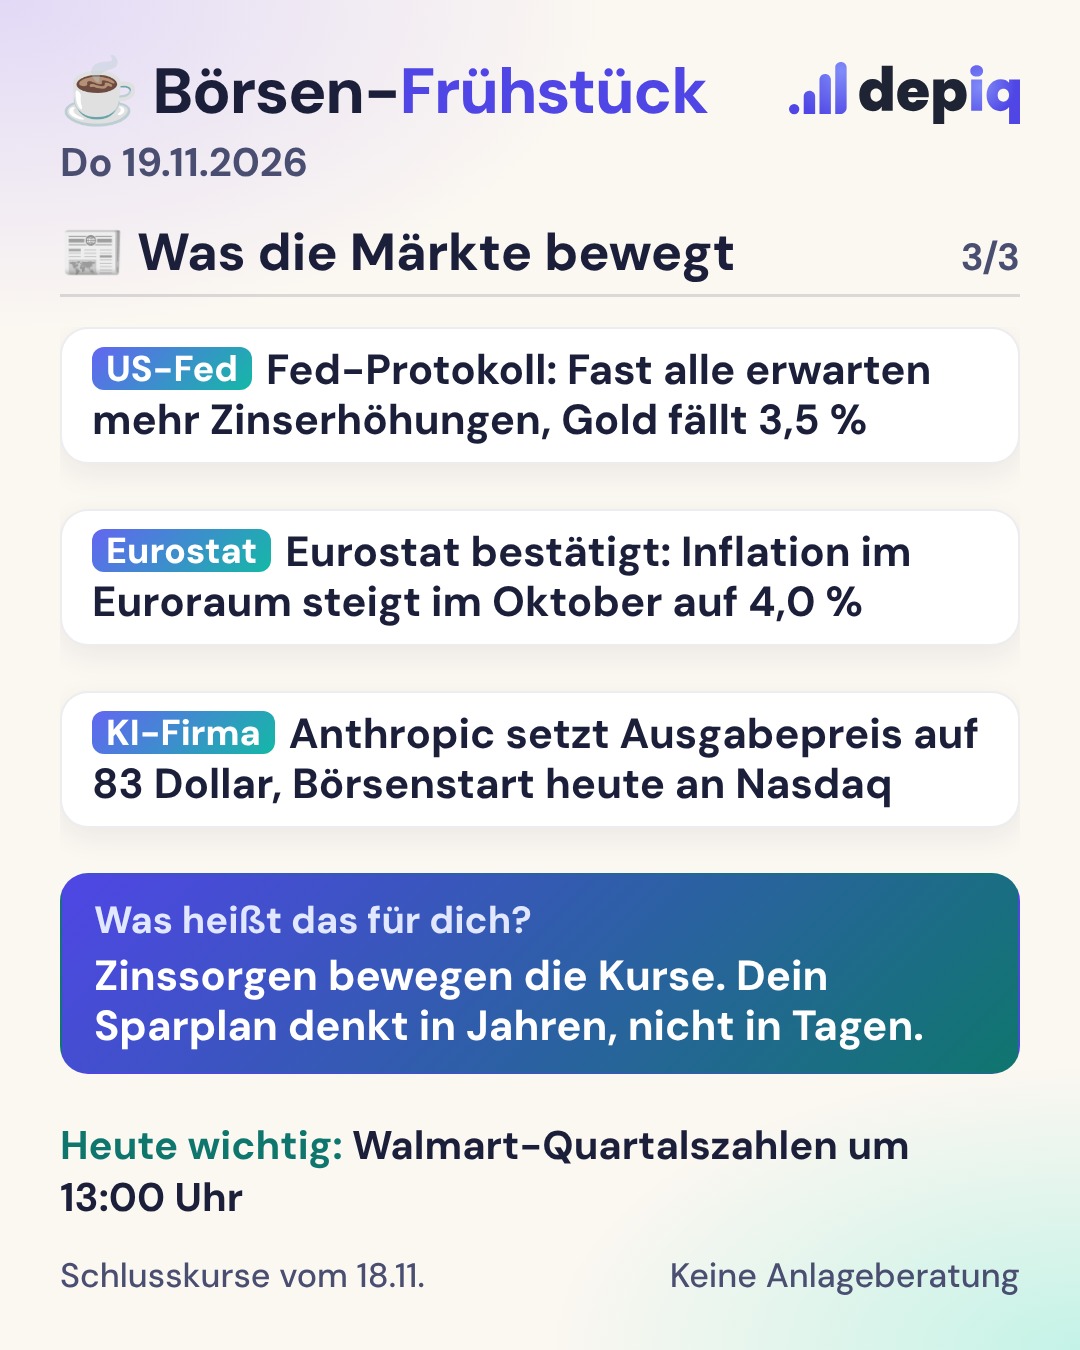 Börsen-Frühstück
depiq
Do 19.11.2026
Was die Märkte bewegt
3/3
US-Fed Fed-Protokoll: Fast alle erwarten
mehr Zinserhöhungen, Gold fällt 3,5 %
Eurostat Eurostat bestätigt: Inflation im
Euroraum steigt im Oktober auf 4,0 %
KI-Firma Anthropic setzt Ausgabepreis auf
83 Dollar, Börsenstart heute an Nasdaq
Was heißt das für dich?
Zinssorgen bewegen die Kurse. Dein
Sparplan denkt in Jahren, nicht in Tagen.
Heute wichtig: Walmart-Quartalszahlen um
13:00 Uhr
Schlusskurse vom 18.11.
Keine Anlageberatung